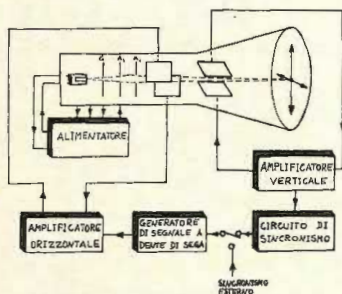 G A₁ A₂
ALIMENTATORE
AMPLIFICATORE
VERTICALE
AMPLIFICATORE
ORIZZONTALE
GENERATORE
DI SEGNALE A
DENTE DI SEGA
CIRCUITO DI
SINCRONISMO
SINCRONISMO
ESTERNO